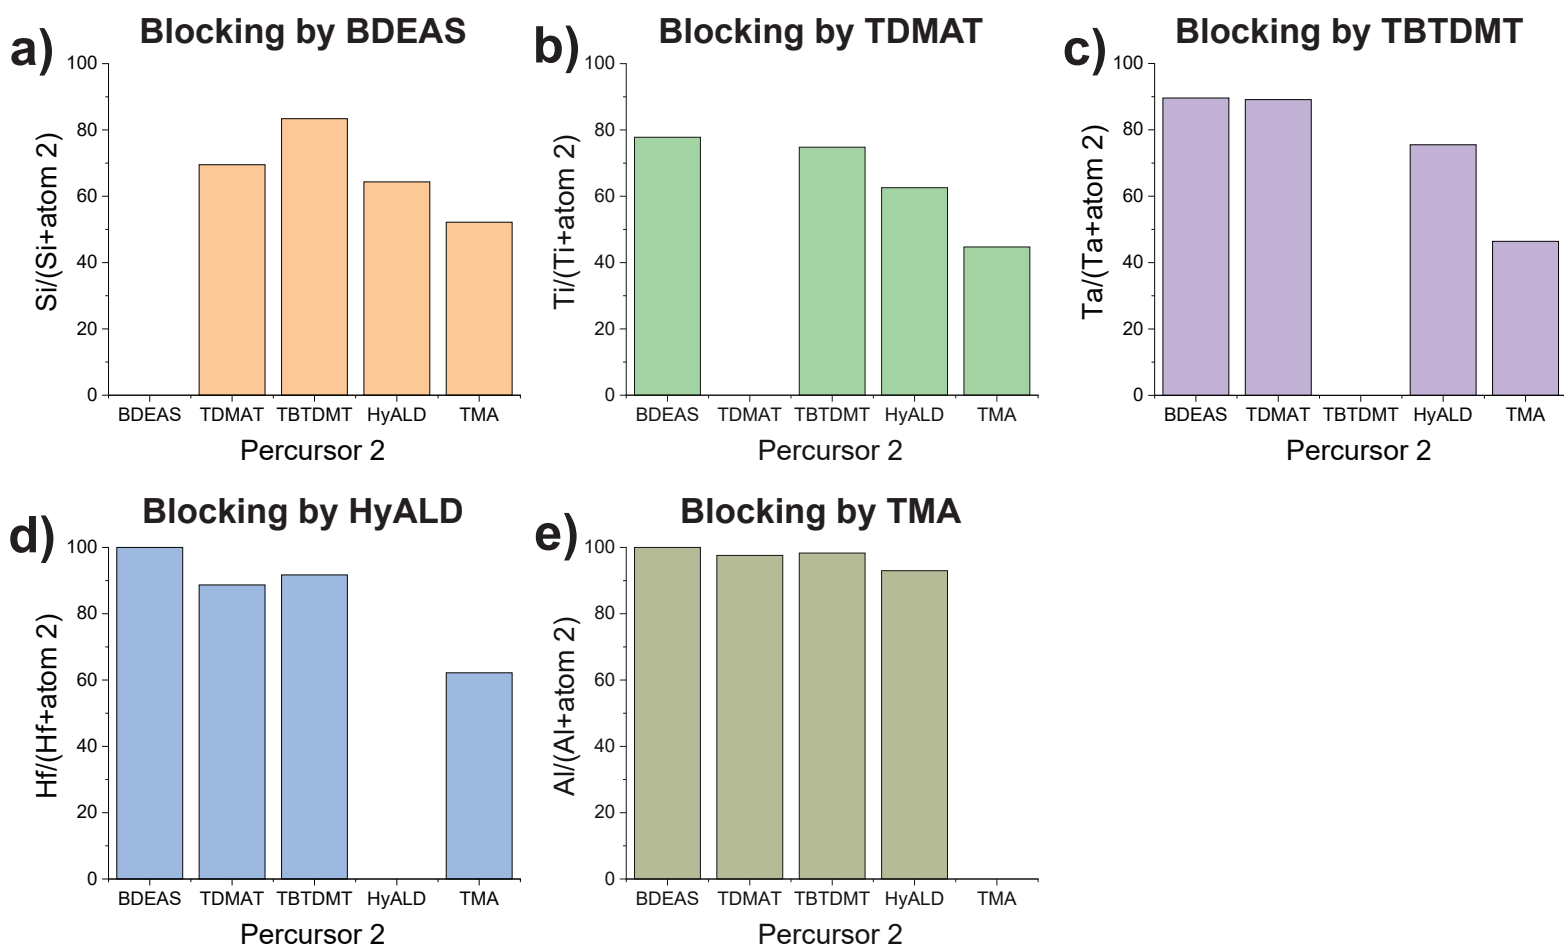 a)
Blocking by BDEAS
Si/(Si+atom 2)
100
80
60
40
20
0
BDEAS TDMAT TBTDMT HyALD TMA
Percursor 2
b)
Blocking by TDMAT
Ti/(Ti+atom 2)
100
80
60
40
20
0
BDEAS TDMAT TBTDMT HyALD TMA
Percursor 2
c)
Blocking by TBTDMT
Ta/(Ta+atom 2)
100
80
60
40
20
0
BDEAS TDMAT TBTDMT HyALD TMA
Percursor 2
d)
Blocking by HyALD
Hf/(Hf+atom 2)
100
80
60
40
20
0
BDEAS TDMAT TBTDMT HyALD TMA
Percursor 2
e)
Blocking by TMA
Al/(Al+atom 2)
100
80
60
40
20
0
BDEAS TDMAT TBTDMT HyALD TMA
Percursor 2